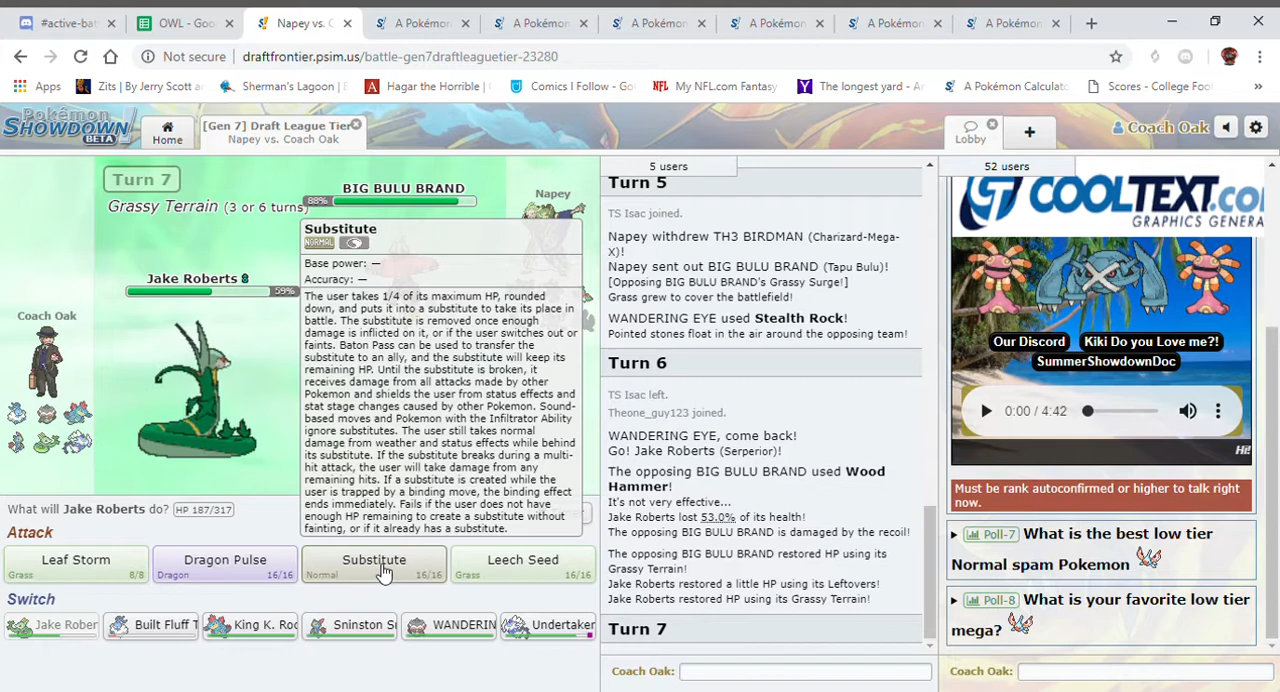 #active-bat
OWL - Goo
Napey vs. C
A Pokémon
A Pokémon
A Pokémon
A Pokémon
A Pokémon
A Pokémon
Not secure
draftfrontier.psim.us/battle-gen7draftleaguetier-23280
Apps
Zits | By Jerry Scott a
Sherman's Lagoon |
Hagar the Horrible |
Comics I Follow - Go
My NFL.com Fantasy
The longest yard - A
A Pokémon Calculat
Scores - College Foo
»
Pokémon
Showdown
BETA
Home
[Gen 7] Draft League Tier
Napey vs. Coach Oak
Lobby
Coach Oak
Turn 7
Grassy Terrain (3 or 6 turns)
BIG BULU BRAND
88%
Napey
Jake Roberts
59%
Coach Oak
Substitute
NORMAL
Base power: —
Accuracy: —
The user takes 1/4 of its maximum HP, rounded
down, and puts it into a substitute to take its place in
battle. The substitute is removed once enough
damage is inflicted on it, or if the user switches out or
faints. Baton Pass can be used to transfer the
substitute to an ally, and the substitute will keep its
remaining HP. Until the substitute is broken, it
receives damage from all attacks made by other
Pokemon and shields the user from status effects and
stat stage changes caused by other Pokemon. Sound-
based moves and Pokemon with the Infiltrator Ability
ignore substitutes. The user still takes normal
damage from weather and status effects while behind
its substitute. If the substitute breaks during a multi-
hit attack, the user will take damage from any
remaining hits. If a substitute is created while the
user is trapped by a binding move, the binding effect
ends immediately. Fails if the user does not have
enough HP remaining to create a substitute without
fainting, or if it already has a substitute.
What will Jake Roberts do?
HP 187/317
Attack
Leaf Storm
Grass 8/8
Dragon Pulse
Dragon 16/16
Substitute
Normal 16/16
Leech Seed
Grass 16/16
Switch
Jake Rober
Built Fluff T
King K. Roo
Sninston S
WANDERIN
Undertaker
5 users
Turn 5
TS Isac joined.
Napey withdrew TH3 BIRDMAN (Charizard-Mega-
X)!
Napey sent out BIG BULU BRAND (Tapu Bulu)!
[Opposing BIG BULU BRAND's Grassy Surge!]
Grass grew to cover the battlefield!
WANDERING EYE used Stealth Rock!
Pointed stones float in the air around the opposing team!
Turn 6
TS Isac left.
Theone_guy123 joined.
WANDERING EYE, come back!
Go! Jake Roberts (Serperior)!
The opposing BIG BULU BRAND used Wood
Hammer!
It's not very effective...
Jake Roberts lost 53.0% of its health!
The opposing BIG BULU BRAND is damaged by the recoil!
The opposing BIG BULU BRAND restored HP using its
Grassy Terrain!
Jake Roberts restored a little HP using its Leftovers!
Jake Roberts restored HP using its Grassy Terrain!
Turn 7
Coach Oak:
52 users
COOLTEXT.CO
GRAPHICS GENERA
Our Discord
Kiki Do you Love me?!
SummerShowdownDoc
0:00 / 4:42
Hi!
Must be rank autoconfirmed or higher to talk right
now.
Poll-7 What is the best low tier
Normal spam Pokemon
Poll-8 What is your favorite low tier
mega?
Coach Oak: